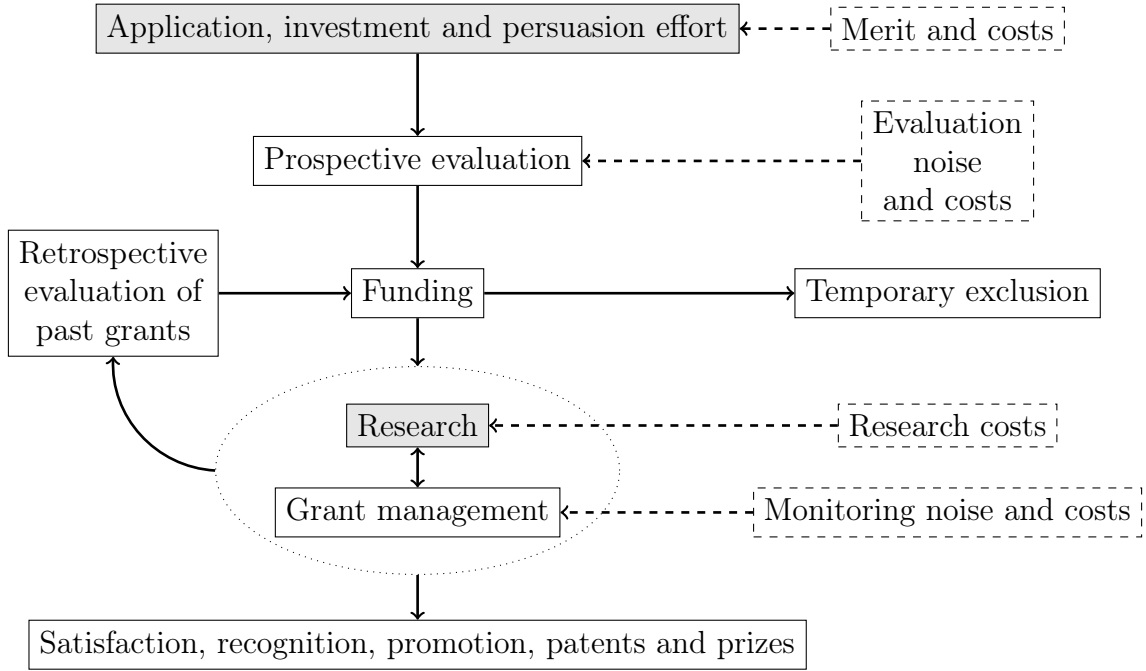 Application, investment and persuasion effort
Merit and costs
Prospective evaluation
Evaluation
noise
and costs
Retrospective
evaluation of
past grants
Funding
Temporary exclusion
Research
Research costs
Grant management
Monitoring noise and costs
Satisfaction, recognition, promotion, patents and prizes